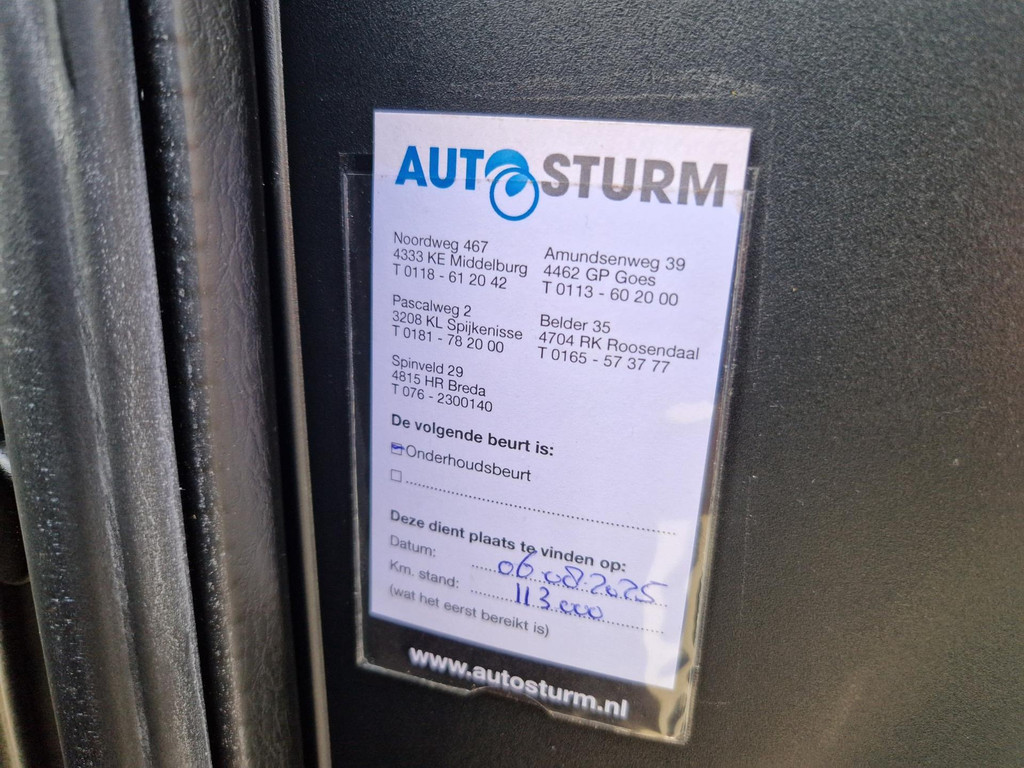 AUTO STURM
Noordweg 467
4333 KE Middelburg
T 0118 - 61 20 42
Amundsenweg 39
4462 GP Goes
T 0113 - 60 20 00
Pascalweg 2
3208 KL Spijkenisse
T 0181 - 78 20 00
Belder 35
4704 RK Roosendaal
T 0165 - 57 37 77
Spinveld 29
4815 HR Breda
T 076 - 2300140
De volgende beurt is:
Onderhoudsbeurt
Deze dient plaats te vinden op:
Datum: 06.08.2025
Km. stand: 113.000
(wat het eerst bereikt is)
www.autosturm.nl